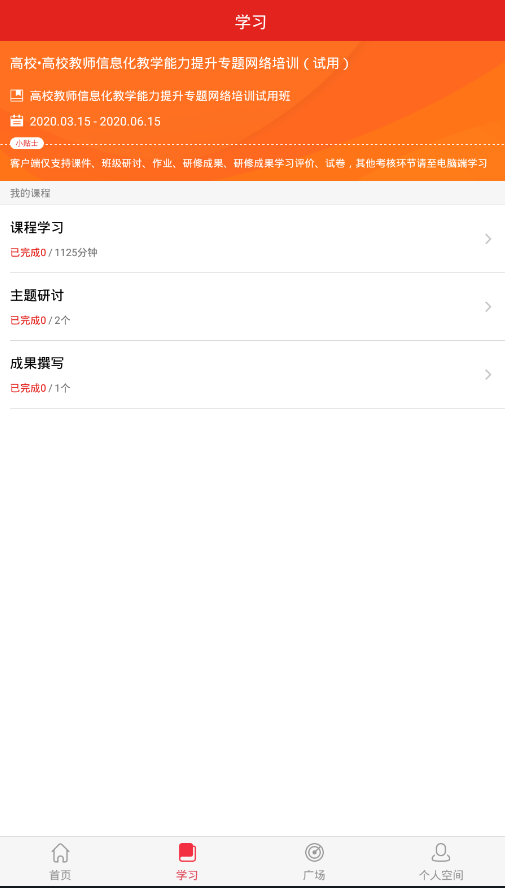 学习
高校•高校教师信息化教学能力提升专题网络培训（试用）
高校教师信息化教学能力提升专题网络培训试用班
2020.03.15 - 2020.06.15
小贴士
客户端仅支持课件、班级研讨、作业、研修成果、研修成果学习评价、试卷，其他考核环节请至电脑端学习
我的课程
课程学习
已完成0 / 1125分钟
主题研讨
已完成0 / 2个
成果撰写
已完成0 / 1个
首页 学习 广场 个人空间